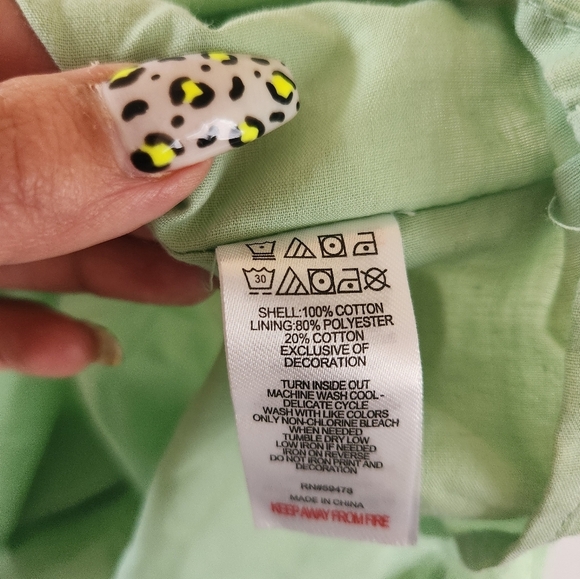 30
SHELL:100% COTTON
LINING:80% POLYESTER
20% COTTON
EXCLUSIVE OF
DECORATION
TURN INSIDE OUT
MACHINE WASH COOL -
DELICATE CYCLE
WASH WITH LIKE COLORS
ONLY NON-CHLORINE BLEACH
WHEN NEEDED
TUMBLE DRY LOW
LOW IRON IF NEEDED
IRON ON REVERSE
DO NOT IRON PRINT AND
DECORATION
RN#59478
MADE IN CHINA
KEEP AWAY FROM FIRE